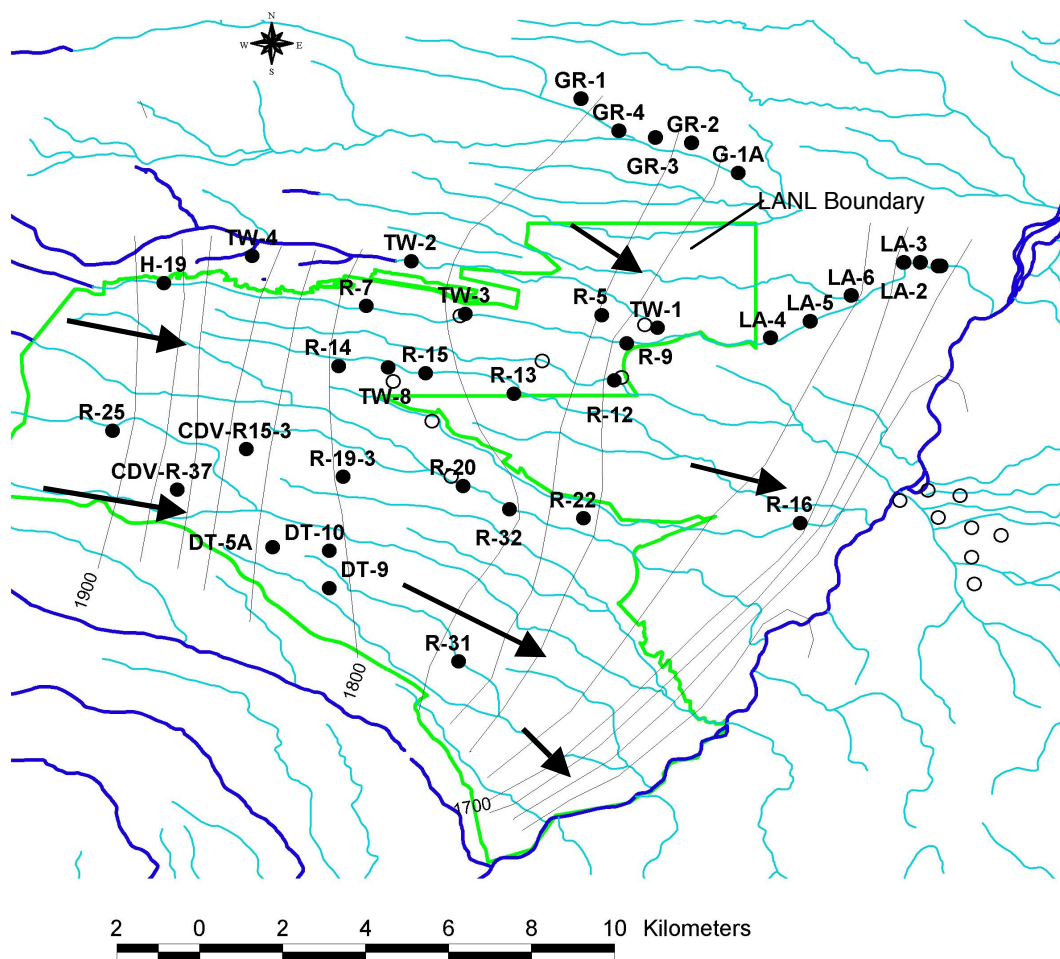 N
W E
S
GR-1
GR-4
GR-2
GR-3
G-1A
LANL Boundary
TW-4
TW-2
H-19
R-7
TW-3
R-5
TW-1
LA-3
LA-2
LA-6
LA-5
LA-4
R-9
R-14
R-15
TW-8
R-13
R-12
R-25
CDV-R15-3
CDV-R-37
R-19-3
R-20
R-22
R-32
R-16
DT-5A
DT-10
DT-9
R-31
1900
1800
1700
2 0 2 4 6 8 10 Kilometers